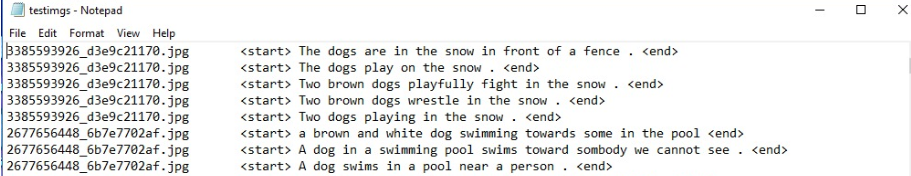 testimgs - Notepad
File Edit Format View Help
3385593926_d3e9c21170.jpg <start> The dogs are in the snow in front of a fence . <end>
3385593926_d3e9c21170.jpg <start> The dogs play on the snow . <end>
3385593926_d3e9c21170.jpg <start> Two brown dogs playfully fight in the snow . <end>
3385593926_d3e9c21170.jpg <start> Two brown dogs wrestle in the snow . <end>
3385593926_d3e9c21170.jpg <start> Two dogs playing in the snow . <end>
2677656448_6b7e7702af.jpg <start> a brown and white dog swimming towards some in the pool <end>
2677656448_6b7e7702af.jpg <start> A dog in a swimming pool swims toward sombody we cannot see . <end>
2677656448_6b7e7702af.jpg <start> A dog swims in a pool near a person . <end>